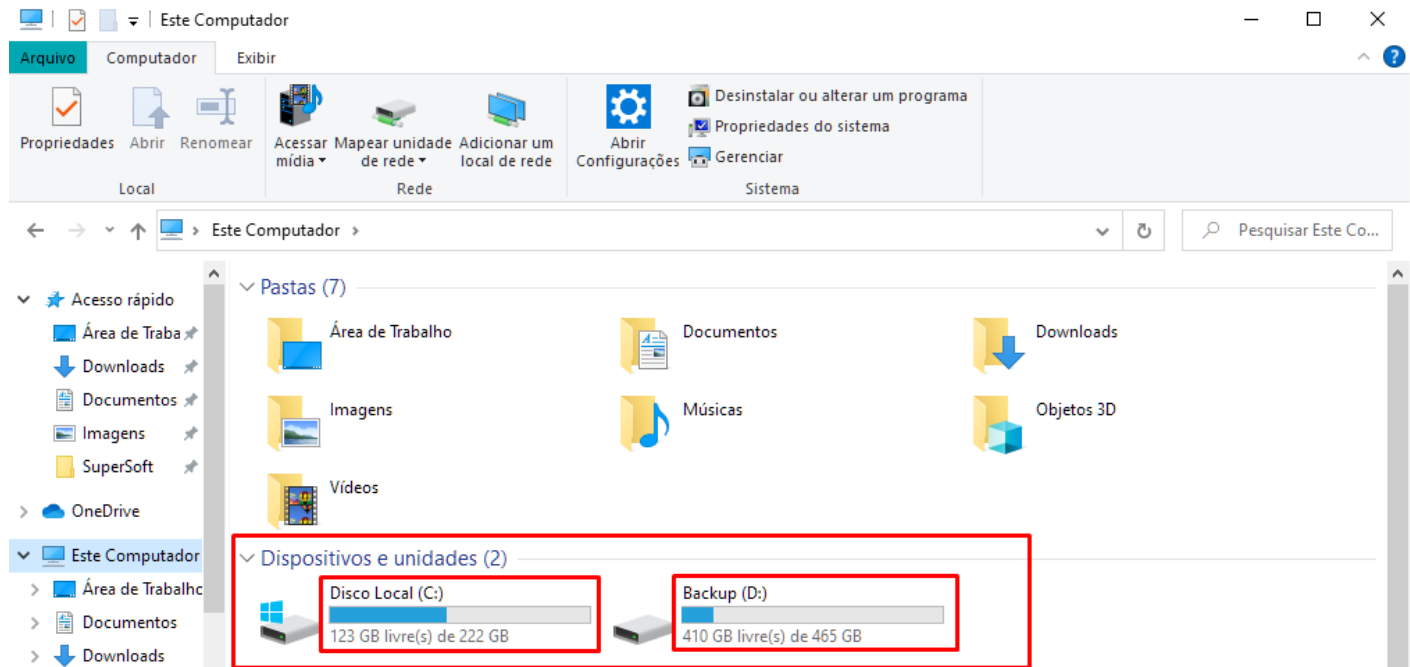 Este Computador
Arquivo Computador Exibir
Propriedades Abrir Renomear
Acessar mídia Mapear unidade de rede Adicionar um local de rede
Abrir Configurações
Desinstalar ou alterar um programa
Propriedades do sistema
Gerenciar
Local Rede Sistema
Este Computador
Pesquisar Este Co...
Acesso rápido
Área de Traba
Downloads
Documentos
Imagens
SuperSoft
OneDrive
Este Computador
Área de Trabalho
Documentos
Downloads
Pastas (7)
Área de Trabalho Documentos Downloads
Imagens Músicas Objetos 3D
Vídeos
Dispositivos e unidades (2)
Disco Local (C:)
123 GB livre(s) de 222 GB
Backup (D:)
410 GB livre(s) de 465 GB